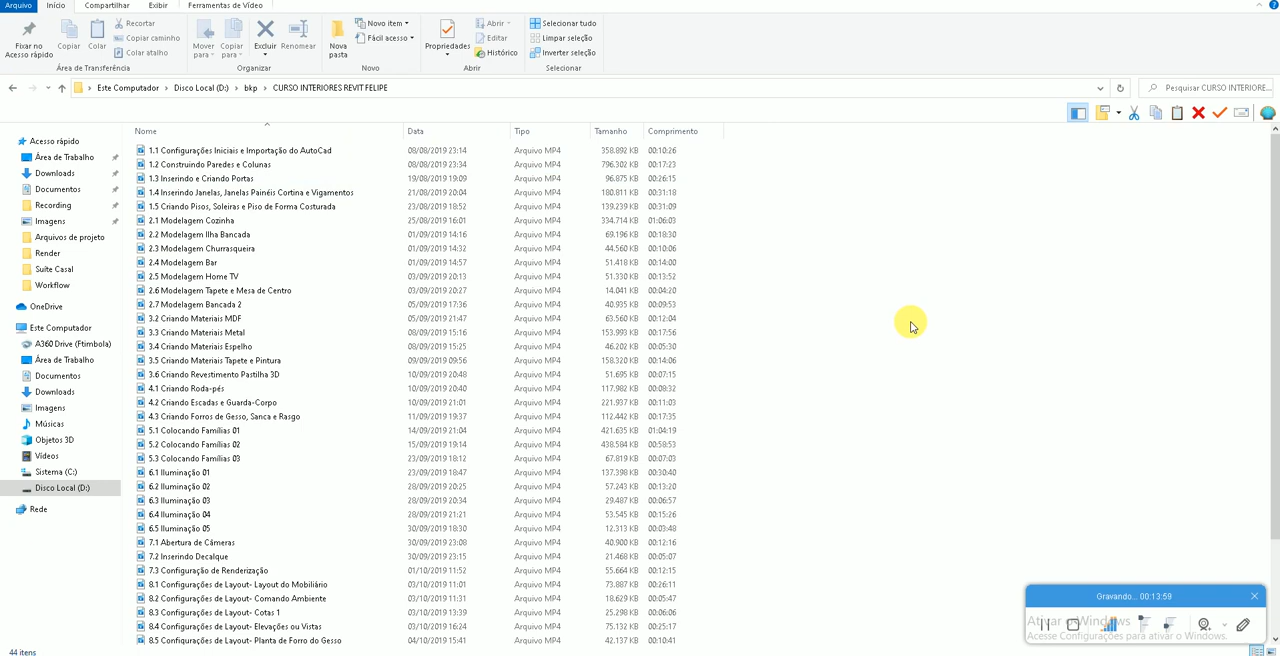 Arquivo Início Compartilhar Exibir Ferramentas de Vídeo
Fixar no Acesso rápido
Copiar
Colar
Recortar
Copiar caminho
Colar atalho
Área de Transferência
Mover para
Copiar para
Excluir
Renomear
Organizar
Nova pasta
Novo item
Fácil acesso
Novo
Propriedades
Abrir
Editar
Histórico
Abrir
Selecionar tudo
Limpar seleção
Inverter seleção
Selecionar
Este Computador Disco Local (D:) bkp CURSO INTERIORES REVIT FELIPE
Pesquisar CURSO INTERIORE...
Acesso rápido
Área de Trabalho
Downloads
Documentos
Recording
Imagens
Arquivos de projeto
Render
Suíte Casal
Workflow
OneDrive
Este Computador
A360 Drive (Ftimbola)
Área de Trabalho
Documentos
Downloads
Imagens
Músicas
Objetos 3D
Vídeos
Sistema (C:)
Disco Local (D:)
Rede
Nome Data Tipo Tamanho Comprimento
1.1 Configurações Iniciais e Importação do AutoCad 08/08/2019 23:14 Arquivo MP4 358.892 KB 00:10:26
1.2 Construindo Paredes e Colunas 08/08/2019 23:34 Arquivo MP4 796.302 KB 00:17:23
1.3 Inserindo e Criando Portas 19/08/2019 19:09 Arquivo MP4 96.875 KB 00:26:15
1.4 Inserindo Janelas, Janelas Painéis Cortina e Vigamentos 21/08/2019 20:04 Arquivo MP4 180.811 KB 00:31:18
1.5 Criando Pisos, Soleiras e Piso de Forma Costurada 23/08/2019 18:52 Arquivo MP4 139.239 KB 00:31:09
2.1 Modelagem Cozinha 25/08/2019 16:01 Arquivo MP4 334.714 KB 01:06:03
2.2 Modelagem Ilha Bancada 01/09/2019 14:16 Arquivo MP4 69.196 KB 00:18:30
2.3 Modelagem Churrasqueira 01/09/2019 14:32 Arquivo MP4 44.560 KB 00:10:06
2.4 Modelagem Bar 01/09/2019 14:57 Arquivo MP4 51.418 KB 00:14:00
2.5 Modelagem Home TV 03/09/2019 20:13 Arquivo MP4 51.330 KB 00:13:52
2.6 Modelagem Tapete e Mesa de Centro 03/09/2019 20:27 Arquivo MP4 14.041 KB 00:04:20
2.7 Modelagem Bancada 2 05/09/2019 17:36 Arquivo MP4 40.935 KB 00:09:53
3.2 Criando Materiais MDF 05/09/2019 21:47 Arquivo MP4 63.560 KB 00:12:04
3.3 Criando Materiais Metal 08/09/2019 15:16 Arquivo MP4 153.993 KB 00:17:56
3.4 Criando Materiais Espelho 08/09/2019 15:25 Arquivo MP4 46.202 KB 00:05:30
3.5 Criando Materiais Tapete e Pintura 09/09/2019 09:56 Arquivo MP4 158.320 KB 00:14:06
3.6 Criando Revestimento Pastilha 3D 10/09/2019 20:48 Arquivo MP4 51.695 KB 00:07:15
4.1 Criando Roda-pés 10/09/2019 20:40 Arquivo MP4 117.982 KB 00:08:32
4.2 Criando Escadas e Guarda-Corpo 10/09/2019 21:01 Arquivo MP4 221.937 KB 00:11:03
4.3 Criando Forros de Gesso, Sanca e Rasgo 11/09/2019 19:37 Arquivo MP4 112.442 KB 00:17:35
5.1 Colocando Famílias 01 14/09/2019 21:04 Arquivo MP4 421.635 KB 01:04:19
5.2 Colocando Famílias 02 15/09/2019 19:14 Arquivo MP4 438.584 KB 00:58:53
5.3 Colocando Famílias 03 23/09/2019 18:12 Arquivo MP4 67.819 KB 00:07:03
6.1 Iluminação 01 23/09/2019 18:47 Arquivo MP4 137.398 KB 00:30:40
6.2 Iluminação 02 28/09/2019 20:25 Arquivo MP4 57.243 KB 00:13:20
6.3 Iluminação 03 28/09/2019 20:34 Arquivo MP4 29.487 KB 00:06:57
6.4 Iluminação 04 28/09/2019 21:21 Arquivo MP4 53.545 KB 00:15:26
6.5 Iluminação 05 30/09/2019 18:30 Arquivo MP4 12.313 KB 00:03:48
7.1 Abertura de Câmeras 30/09/2019 23:08 Arquivo MP4 40.900 KB 00:12:16
7.2 Inserindo Decalque 30/09/2019 23:15 Arquivo MP4 21.468 KB 00:05:07
7.3 Configuração de Renderização 01/10/2019 11:52 Arquivo MP4 55.664 KB 00:12:15
8.1 Configurações de Layout- Layout do Mobiliário 03/10/2019 11:01 Arquivo MP4 73.887 KB 00:26:11
8.2 Configurações de Layout- Comando Ambiente 03/10/2019 11:31 Arquivo MP4 18.629 KB 00:05:47
8.3 Configurações de Layout- Cotas 1 03/10/2019 13:39 Arquivo MP4 25.298 KB 00:06:06
8.4 Configurações de Layout- Elevações ou Vistas 03/10/2019 16:24 Arquivo MP4 75.132 KB 00:25:17
8.5 Configurações de Layout- Planta de Forro do Gesso 04/10/2019 15:41 Arquivo MP4 42.137 KB 00:10:41
Gravando... 00:13:59
Ativar o Windows
Acesse Configurações para ativar o Windows.
44 itens